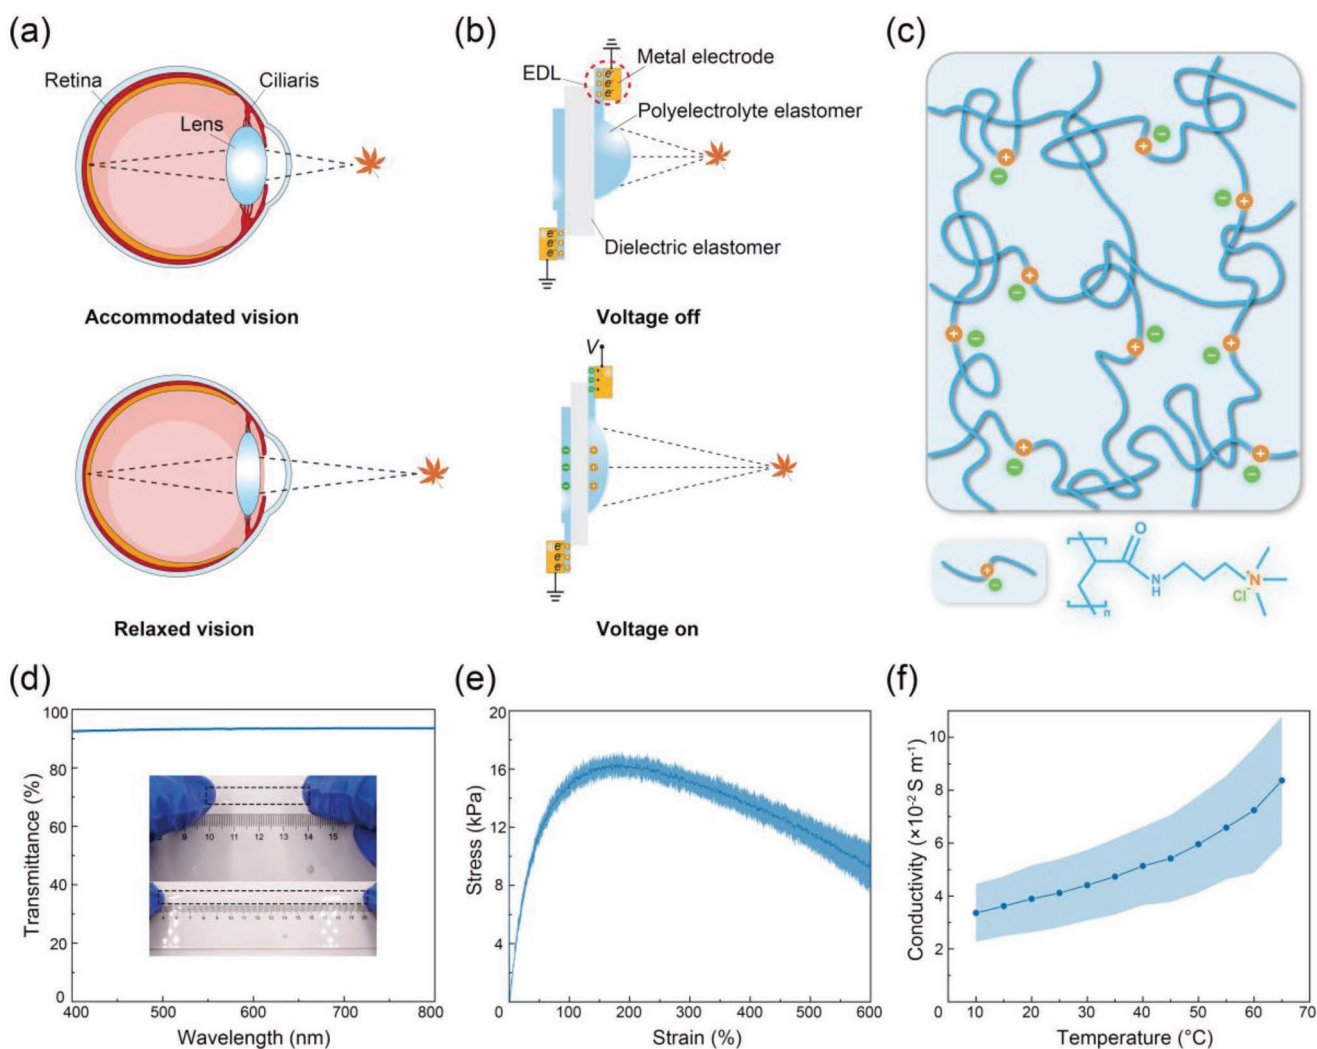 (a)
Retina
Ciliaris
Lens
Accommodated vision
Relaxed vision
(b)
EDL
Metal electrode
e⁻
e⁻
e⁻
Polyelectrolyte elastomer
e⁻
e⁻
e⁻
Dielectric elastomer
Voltage off
V
+
+
+
−
−
−
−
−
−
+
+
+
e⁻
e⁻
e⁻
Voltage on
(c)
O
N
H
n
N⁺
Cl⁻
(d)
Transmittance (%)
100
80
60
40
20
0
400 500 600 700 800
Wavelength (nm)
9 10 11 12 13 14 15
(e)
Stress (kPa)
20
16
12
8
4
0
0 100 200 300 400 500 600
Strain (%)
(f)
Conductivity (×10⁻² S m⁻¹)
10
8
6
4
2
0
10 20 30 40 50 60 70
Temperature (°C)